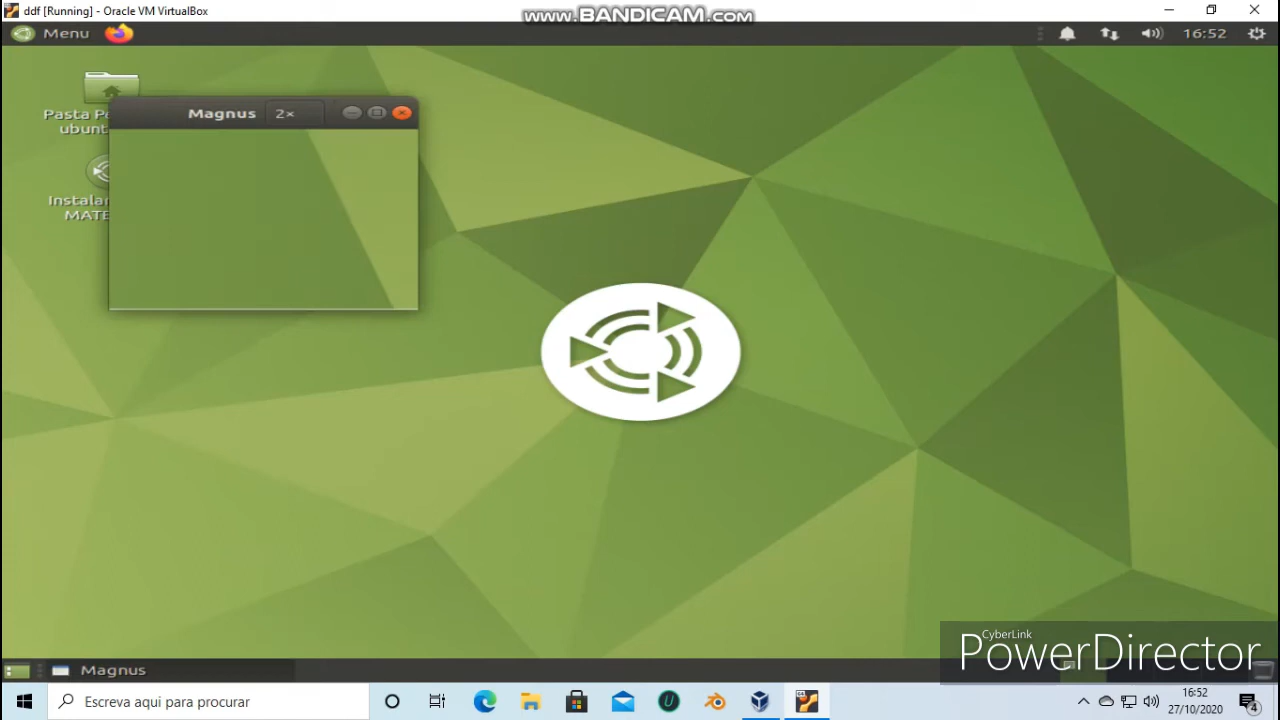 ddf [Running] - Oracle VM VirtualBox
www.BANDICAM.com
Menu
16:52
Pasta Pe
ubunt
Magnus
2×
Instala
MATE
Magnus
CyberLink
PowerDirector
Escreva aqui para procurar
16:52
27/10/2020
4